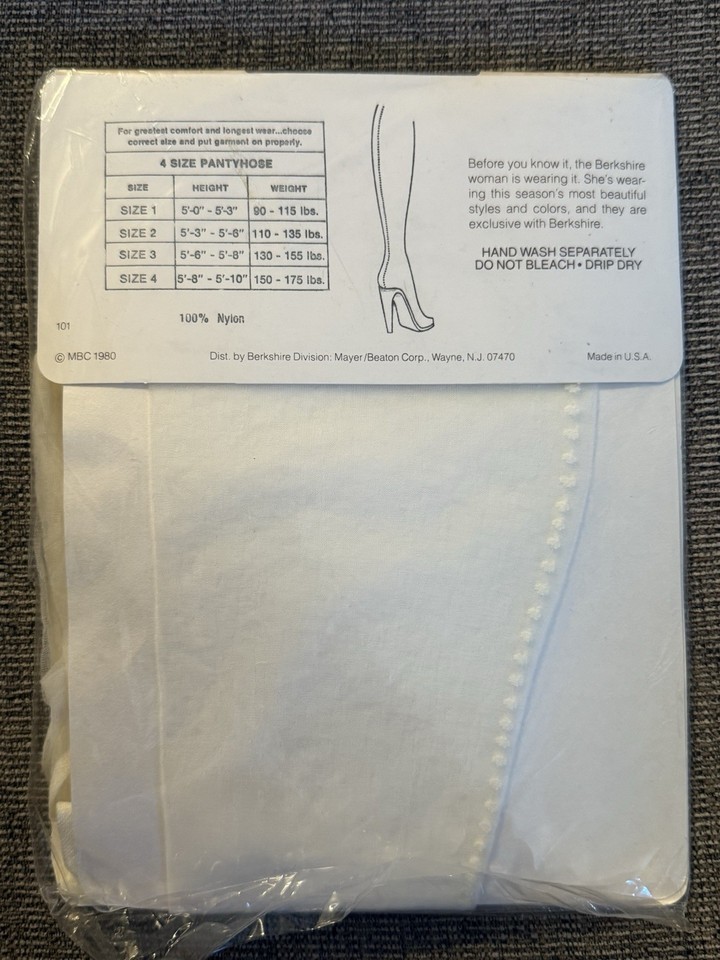 For greatest comfort and longest wear...choose
correct size and put garment on properly.
4 SIZE PANTYHOSE
SIZE HEIGHT WEIGHT
SIZE 1 5'-0" - 5'-3" 90 - 115 lbs.
SIZE 2 5'-3" - 5'-6" 110 - 135 lbs.
SIZE 3 5'-6" - 5'-8" 130 - 155 lbs.
SIZE 4 5'-8" - 5'-10" 150 - 175 lbs.
100% Nylon
101
Before you know it, the Berkshire
woman is wearing it. She's wear-
ing this season's most beautiful
styles and colors, and they are
exclusive with Berkshire.
HAND WASH SEPARATELY
DO NOT BLEACH • DRIP DRY
© MBC 1980 Dist. by Berkshire Division: Mayer/Beaton Corp., Wayne, N.J. 07470 Made in U.S.A.